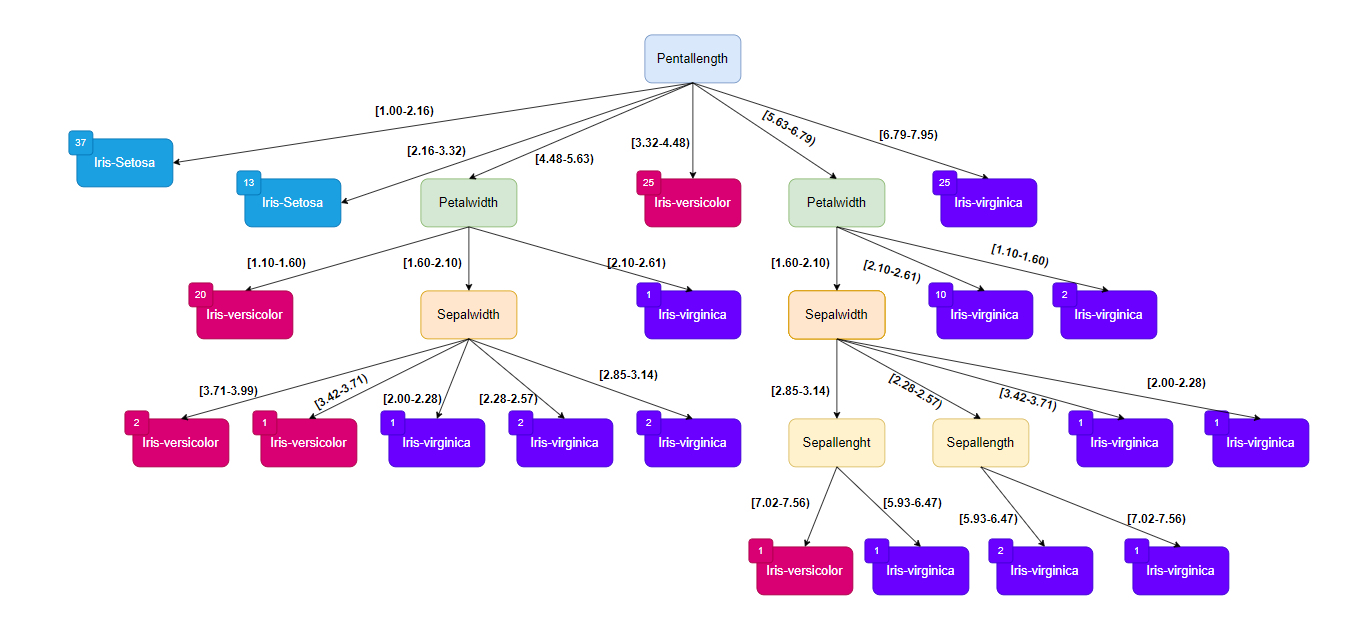 Pentallength
[1.00-2.16)
[2.16-3.32)
[4.48-5.63)
[3.32-4.48)
[5.63-6.79)
[6.79-7.95)
37
Iris-Setosa
13
Iris-Setosa
Petalwidth
25
Iris-versicolor
Petalwidth
25
Iris-virginica
[1.10-1.60)
[1.60-2.10)
[2.10-2.61)
[1.60-2.10)
[2.10-2.61)
[1.10-1.60)
20
Iris-versicolor
Sepalwidth
1
Iris-virginica
Sepalwidth
10
Iris-virginica
2
Iris-virginica
[3.71-3.99)
[3.42-3.71)
[2.00-2.28)
[2.28-2.57)
[2.85-3.14)
[2.85-3.14)
[2.28-2.57)
[3.42-3.71)
[2.00-2.28)
2
Iris-versicolor
1
Iris-versicolor
1
Iris-virginica
2
Iris-virginica
2
Iris-virginica
Sepallenght
Sepallength
1
Iris-virginica
1
Iris-virginica
[7.02-7.56)
[5.93-6.47)
[5.93-6.47)
[7.02-7.56)
1
Iris-versicolor
1
Iris-virginica
2
Iris-virginica
1
Iris-virginica